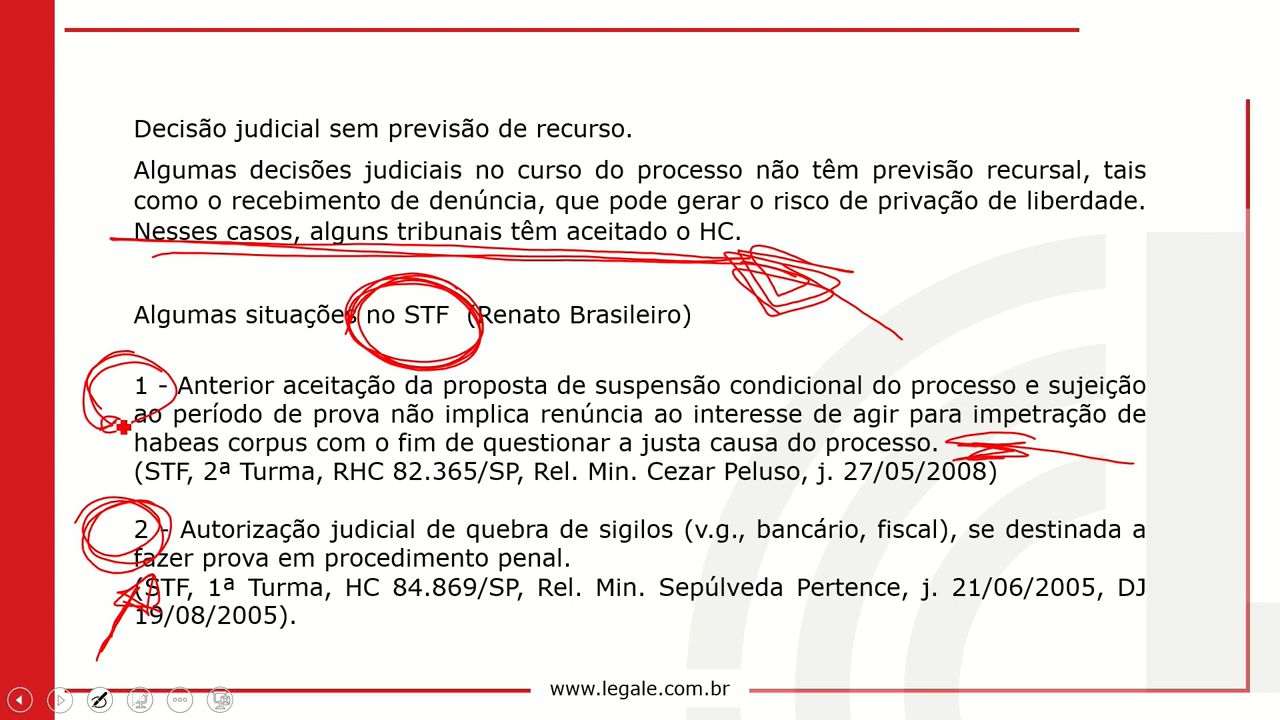 Decisão judicial sem previsão de recurso.
Algumas decisões judiciais no curso do processo não têm previsão recursal, tais
como o recebimento de denúncia, que pode gerar o risco de privação de liberdade.
Nesses casos, alguns tribunais têm aceitado o HC.
Algumas situações no STF (Renato Brasileiro)
1 - Anterior aceitação da proposta de suspensão condicional do processo e sujeição
ao período de prova não implica renúncia ao interesse de agir para impetração de
habeas corpus com o fim de questionar a justa causa do processo.
(STF, 2ª Turma, RHC 82.365/SP, Rel. Min. Cezar Peluso, j. 27/05/2008)
2 - Autorização judicial de quebra de sigilos (v.g., bancário, fiscal), se destinada a
fazer prova em procedimento penal.
(STF, 1ª Turma, HC 84.869/SP, Rel. Min. Sepúlveda Pertence, j. 21/06/2005, DJ
19/08/2005).
www.legale.com.br